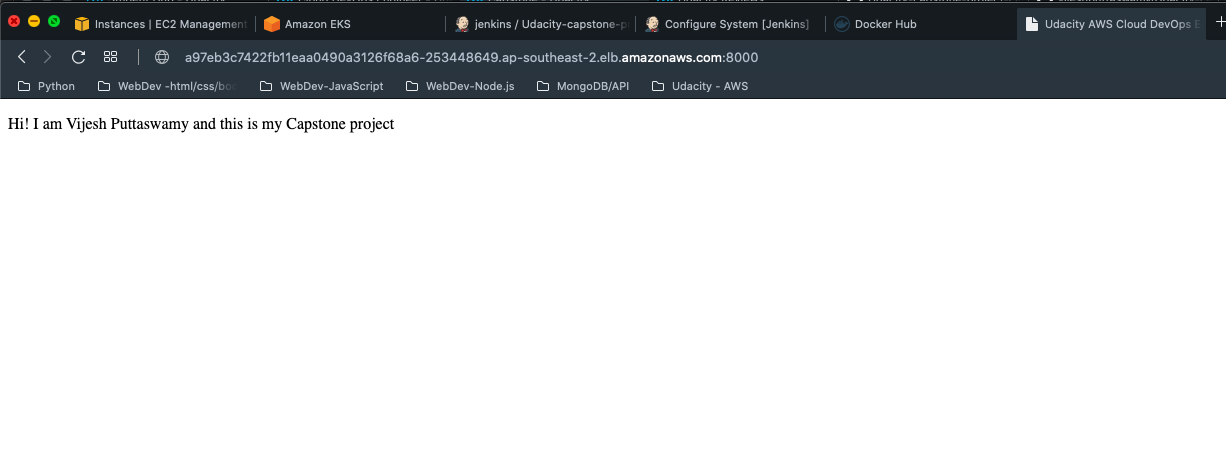 Instances | EC2 Management
Amazon EKS
jenkins / Udacity-capstone-p
Configure System [Jenkins]
Docker Hub
Udacity AWS Cloud DevOps E
a97eb3c7422fb11eaa0490a3126f68a6-253448649.ap-southeast-2.elb.amazonaws.com:8000
Python
WebDev -html/css/boo
WebDev-JavaScript
WebDev-Node.js
MongoDB/API
Udacity - AWS
Hi! I am Vijesh Puttaswamy and this is my Capstone project